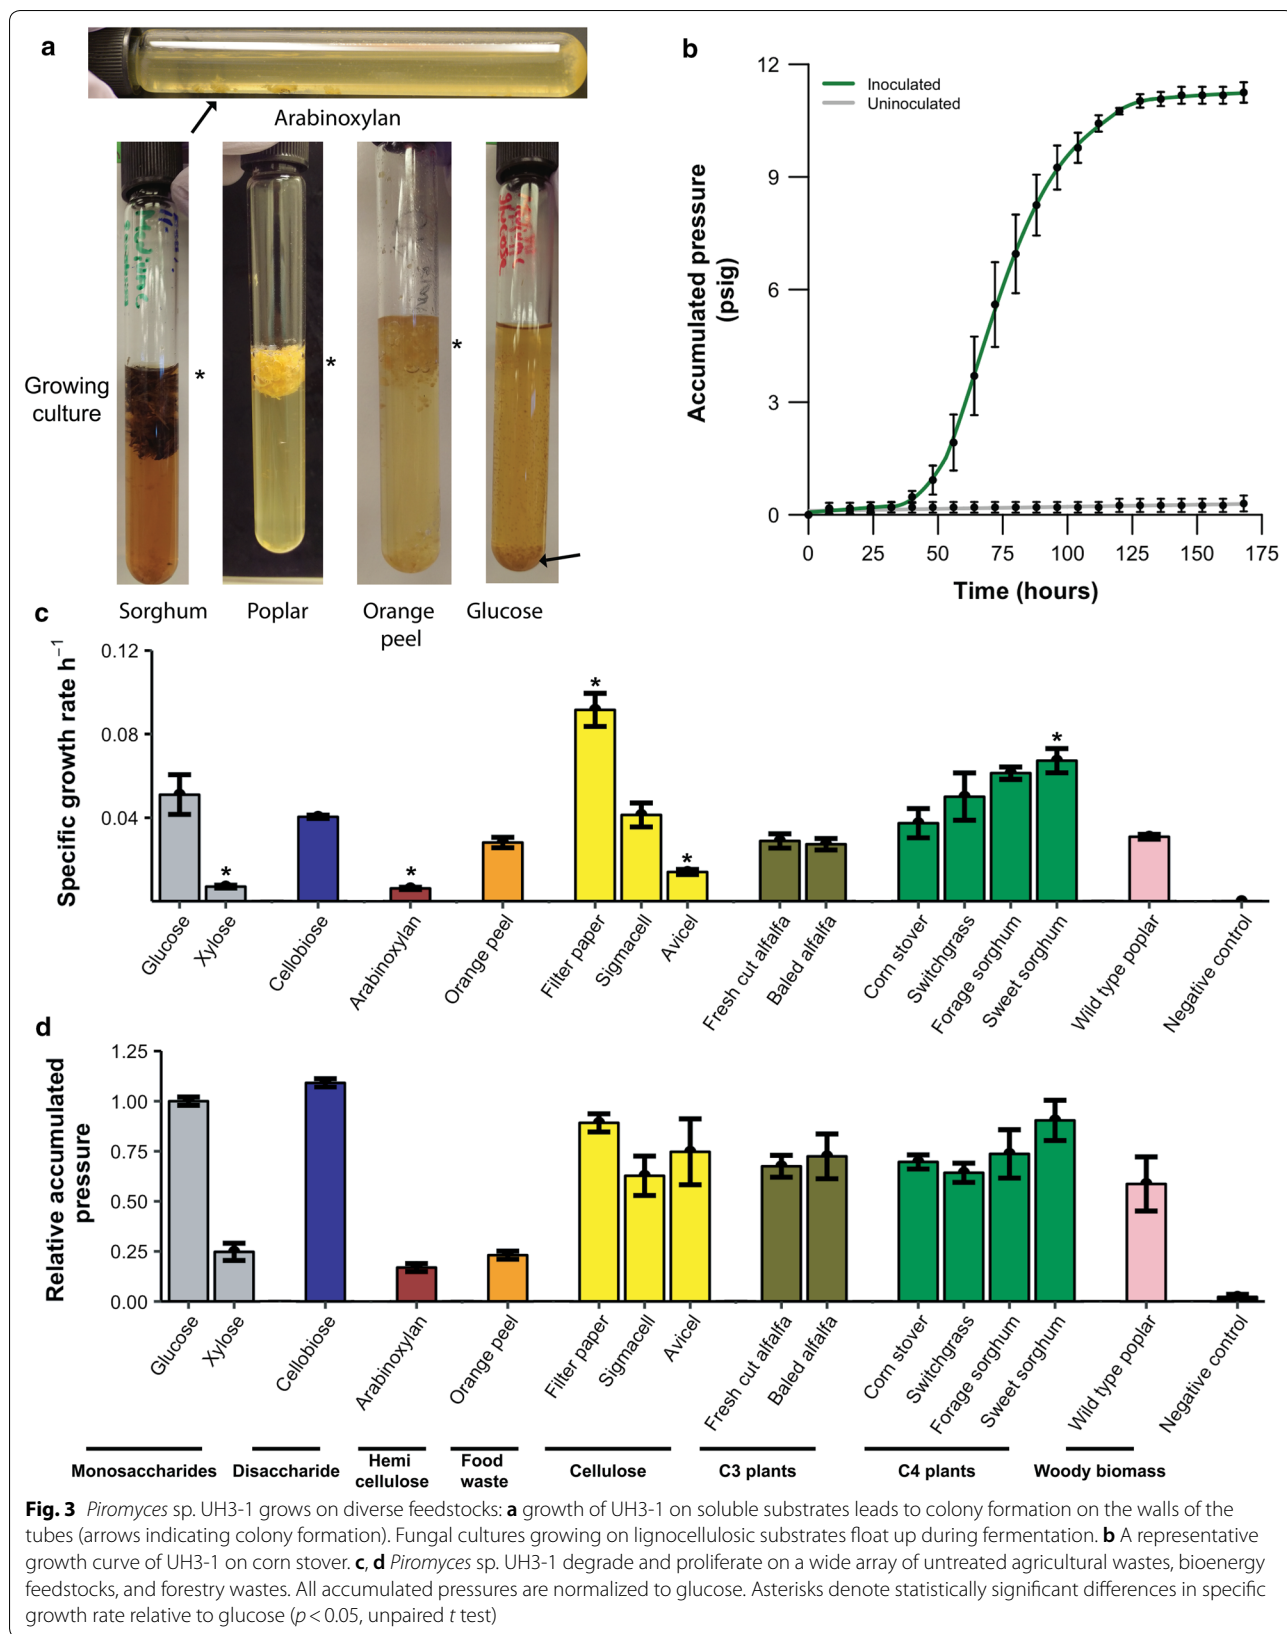 a
Arabinoxylan
Growing
culture
*
*
*
Sorghum
Poplar
Orange
peel
Glucose
b
Accumulated pressure
(psig)
12
9
6
3
0
Inoculated
Uninoculated
0 25 50 75 100 125 150 175
Time (hours)
c
Specific growth rate h⁻¹
0.12
0.08
0.04
*
*
*
*
*
Glucose
Xylose
Cellobiose
Arabinoxylan
Orange peel
Filter paper
Sigmacell
Avicel
Fresh cut alfalfa
Baled alfalfa
Corn stover
Switchgrass
Forage sorghum
Sweet sorghum
Wild type poplar
Negative control
d
Relative accumulated
pressure
1.25
1.00
0.75
0.50
0.25
0.00
Glucose
Xylose
Cellobiose
Arabinoxylan
Orange peel
Filter paper
Sigmacell
Avicel
Fresh cut alfalfa
Baled alfalfa
Corn stover
Switchgrass
Forage sorghum
Sweet sorghum
Wild type poplar
Negative control
Monosaccharides
Disaccharide
Hemi
cellulose
Food
waste
Cellulose
C3 plants
C4 plants
Woody biomass
Fig. 3 Piromyces sp. UH3-1 grows on diverse feedstocks: a growth of UH3-1 on soluble substrates leads to colony formation on the walls of the
tubes (arrows indicating colony formation). Fungal cultures growing on lignocellulosic substrates float up during fermentation. b A representative
growth curve of UH3-1 on corn stover. c, d Piromyces sp. UH3-1 degrade and proliferate on a wide array of untreated agricultural wastes, bioenergy
feedstocks, and forestry wastes. All accumulated pressures are normalized to glucose. Asterisks denote statistically significant differences in specific
growth rate relative to glucose (p < 0.05, unpaired t test)